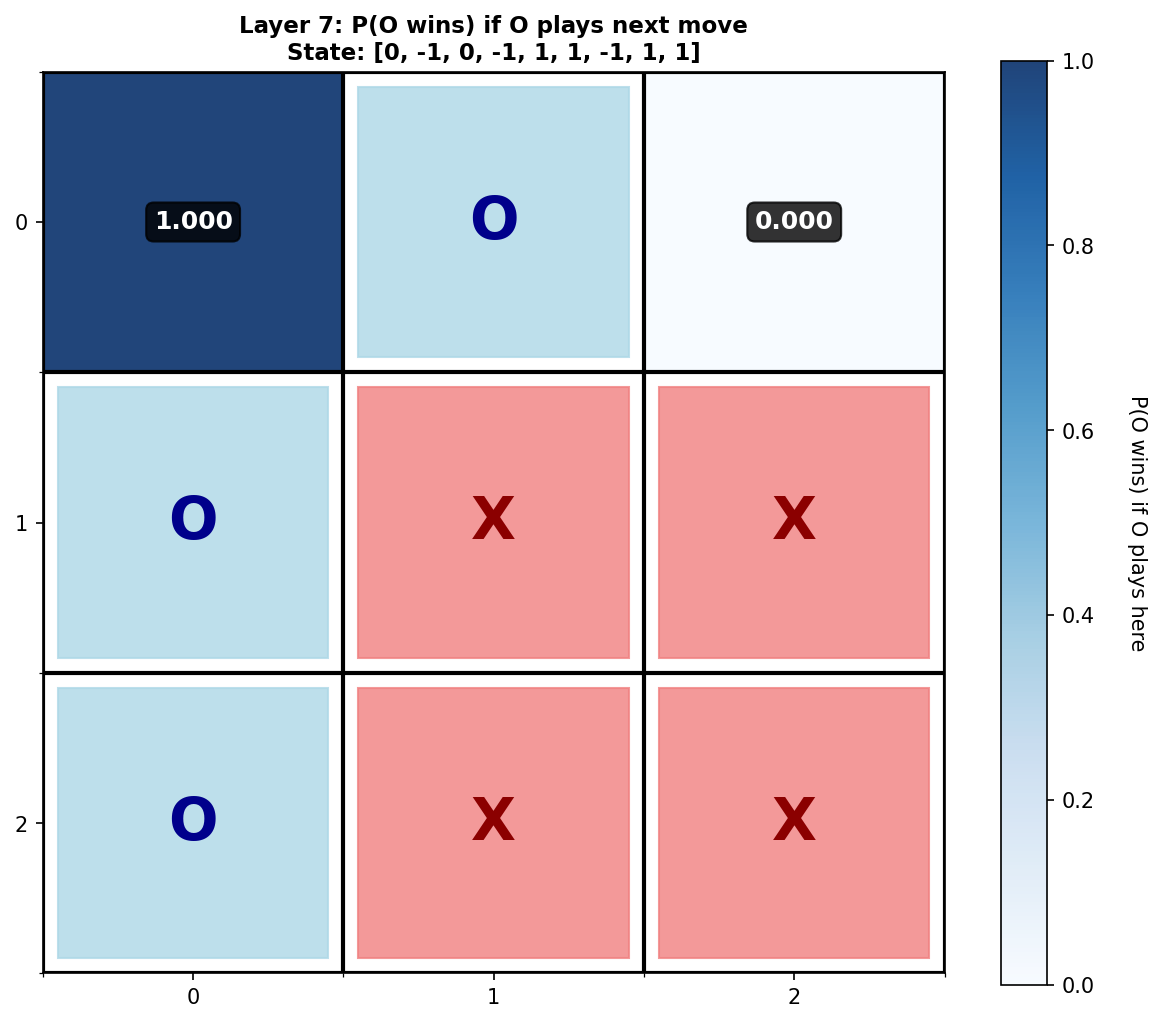 Layer 7: P(O wins) if O plays next move
State: [0, -1, 0, -1, 1, 1, -1, 1, 1]
1.000 O 0.000
O X X
O X X
0
1
2
0 1 2
1.0
0.8
0.6
0.4
0.2
0.0
P(O wins) if O plays here